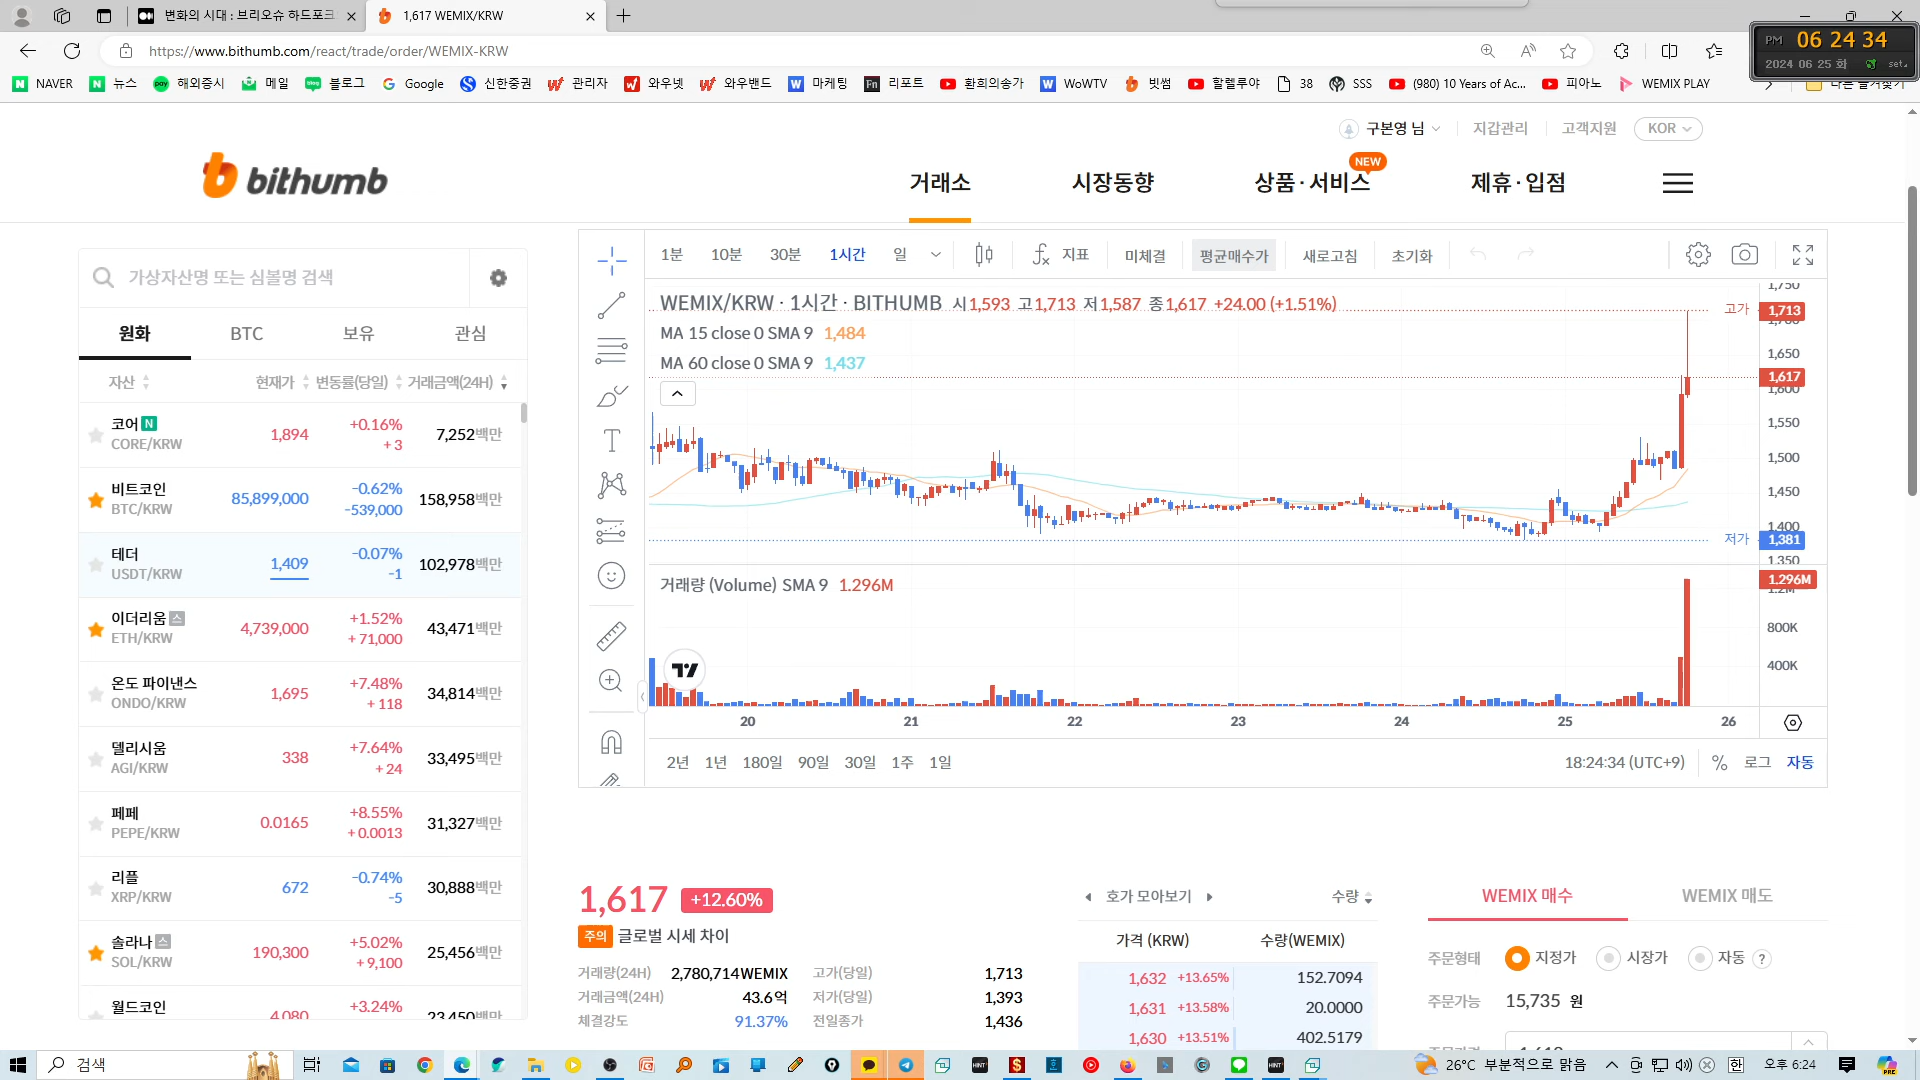 변화의 시대 : 브리오슈 하드포크
1,617 WEMIX/KRW
PM 06 24 34
2024 06 25 화 set
https://www.bithumb.com/react/trade/order/WEMIX-KRW
NAVER 뉴스 해외증시 메일 블로그 Google 신한증권 관리자 와우넷 와우밴드 마케팅 리포트 환희의송가 WoWTV 빗썸 할렐루야 38 SSS (980) 10 Years of Ac... 피아노 WEMIX PLAY
구본영 님 지갑관리 고객지원 KOR
bithumb
거래소 시장동향 상품·서비스 NEW 제휴·입점
가상자산명 또는 심볼명 검색
원화 BTC 보유 관심
자산 현재가 변동률(당일) 거래금액(24H)
코어 N 1,894 +0.16% 7,252백만
CORE/KRW +3
비트코인 85,899,000 -0.62% 158,958백만
BTC/KRW -539,000
테더 1,409 -0.07% 102,978백만
USDT/KRW -1
이더리움 스 4,739,000 +1.52% 43,471백만
ETH/KRW +71,000
온도 파이낸스 1,695 +7.48% 34,814백만
ONDO/KRW +118
델리시움 338 +7.64% 33,495백만
AGI/KRW +24
페페 0.0165 +8.55% 31,327백만
PEPE/KRW +0.0013
리플 672 -0.74% 30,888백만
XRP/KRW -5
솔라나 스 190,300 +5.02% 25,456백만
SOL/KRW +9,100
월드코인 4,080 +3.24% 23,450백만
1분 10분 30분 1시간 일 지표 미체결 평균매수가 새로고침 초기화
WEMIX/KRW · 1시간 · BITHUMB 시1,593 고1,713 저1,587 종1,617 +24.00 (+1.51%)
MA 15 close 0 SMA 9 1,484
MA 60 close 0 SMA 9 1,437
1,750
고가 1,713
1,700
1,650
1,617
1,600
1,550
1,500
1,450
1,400
저가 1,381
1,350
거래량 (Volume) SMA 9 1.296M
1.296M
1.2M
800K
400K
20 21 22 23 24 25 26
2년 1년 180일 90일 30일 1주 1일
18:24:34 (UTC+9) % 로그 자동
1,617 +12.60%
주의 글로벌 시세 차이
거래량(24H) 2,780,714WEMIX 고가(당일) 1,713
거래금액(24H) 43.6억 저가(당일) 1,393
체결강도 91.37% 전일종가 1,436
호가 모아보기 수량
가격 (KRW) 수량(WEMIX)
1,632 +13.65% 152.7094
1,631 +13.58% 20.0000
1,630 +13.51% 402.5179
WEMIX 매수 WEMIX 매도
주문형태 지정가 시장가 자동 ?
주문가능 15,735 원
검색
26°C 부분적으로 맑음 한 오후 6:24